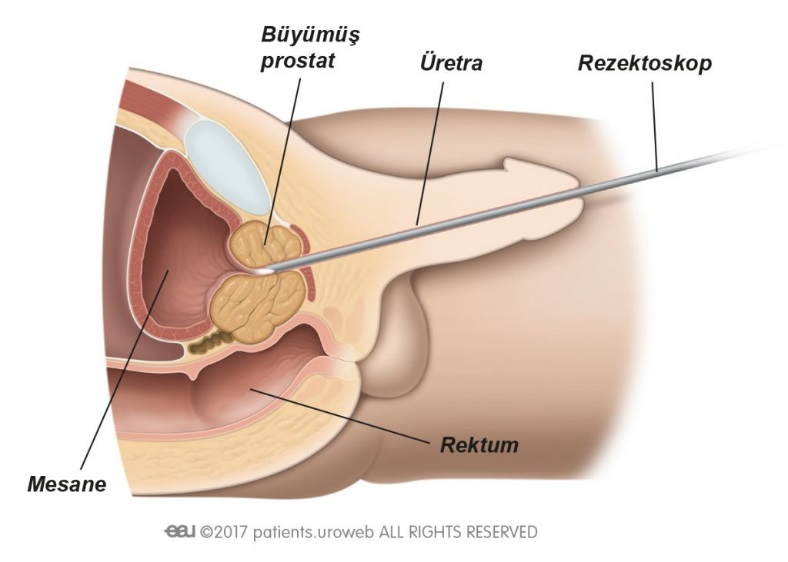 Büyümüş
prostat
Üretra
Rezektoskop
Rektum
Mesane
eau ©2017 patients.uroweb ALL RIGHTS RESERVED